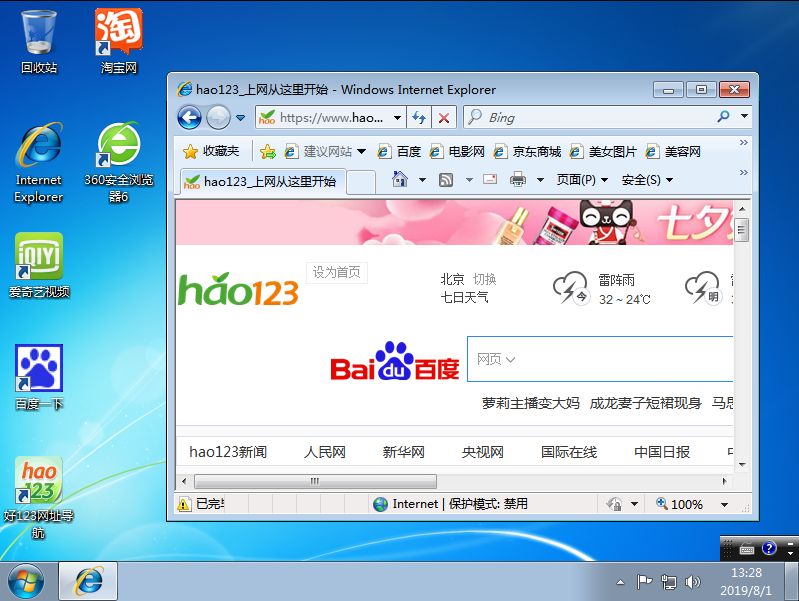 回收站
淘
淘宝网
Internet
Explorer
360安全浏览
器6
iQIYI
爱奇艺视频
百度一下
hao
123
好123网址导
航
hao123_上网从这里开始 - Windows Internet Explorer
https://www.hao...
Bing
收藏夹
建议网站
百度
电影网
京东商城
美女图片
美容网
hao123_上网从这里开始
页面(P)
安全(S)
七夕
hao123
设为首页
北京 切换
七日天气
今
雷阵雨
32 ~ 24℃
明
Bai du 百度
网页
萝莉主播变大妈 成龙妻子短裙现身 马思
hao123新闻 人民网 新华网 央视网 国际在线 中国日报
已完
Internet | 保护模式: 禁用
100%
13:28
2019/8/1